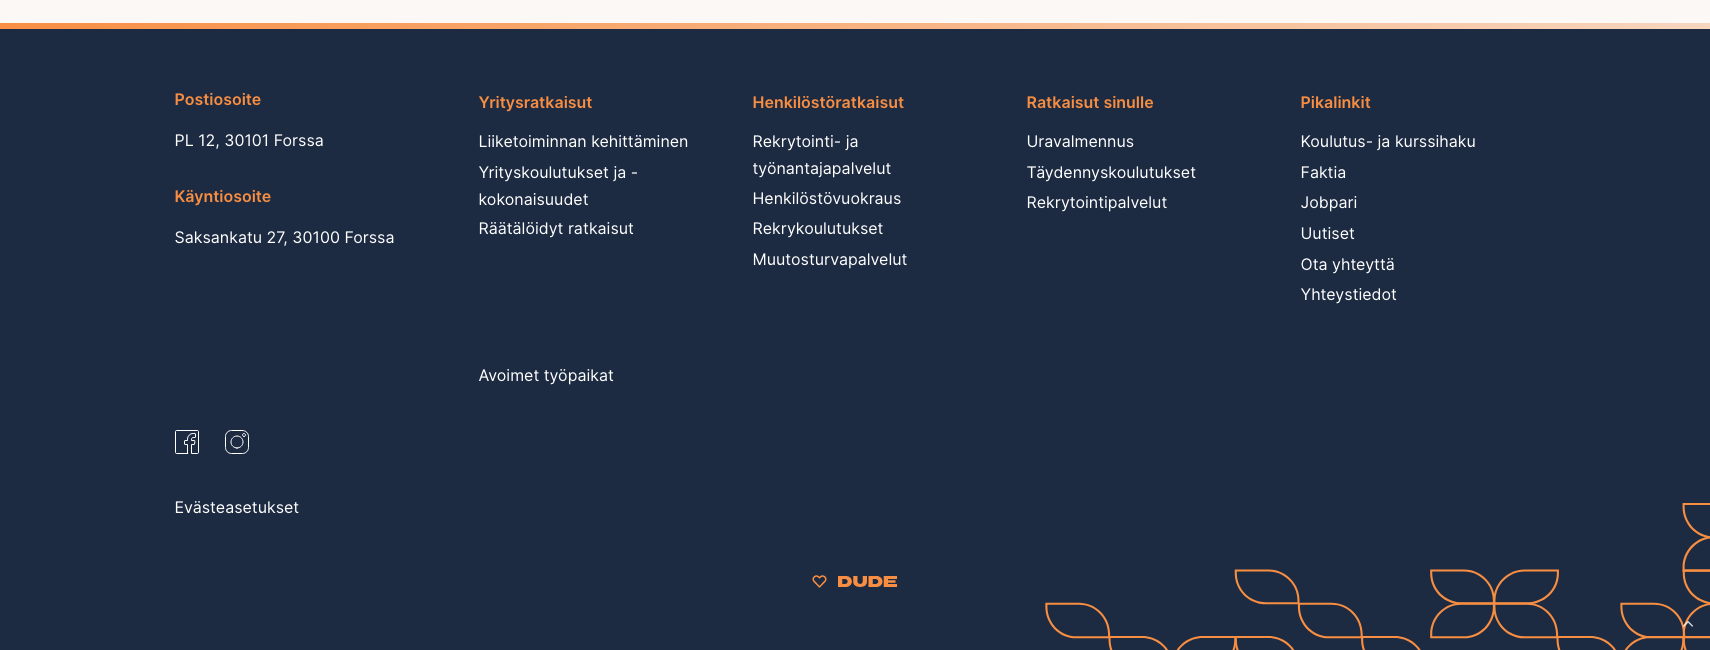 Postiosoite
PL 12, 30101 Forssa
Käyntiosoite
Saksankatu 27, 30100 Forssa
Yritysratkaisut
Liiketoiminnan kehittäminen
Yrityskoulutukset ja -
kokonaisuudet
Räätälöidyt ratkaisut
Henkilöstöratkaisut
Rekrytointi- ja
työnantajapalvelut
Henkilöstövuokraus
Rekrykoulutukset
Muutosturvapalvelut
Ratkaisut sinulle
Uravalmennus
Täydennyskoulutukset
Rekrytointipalvelut
Pikalinkit
Koulutus- ja kurssihaku
Faktia
Jobpari
Uutiset
Ota yhteyttä
Yhteystiedot
Avoimet työpaikat
Evästeasetukset
DUDE